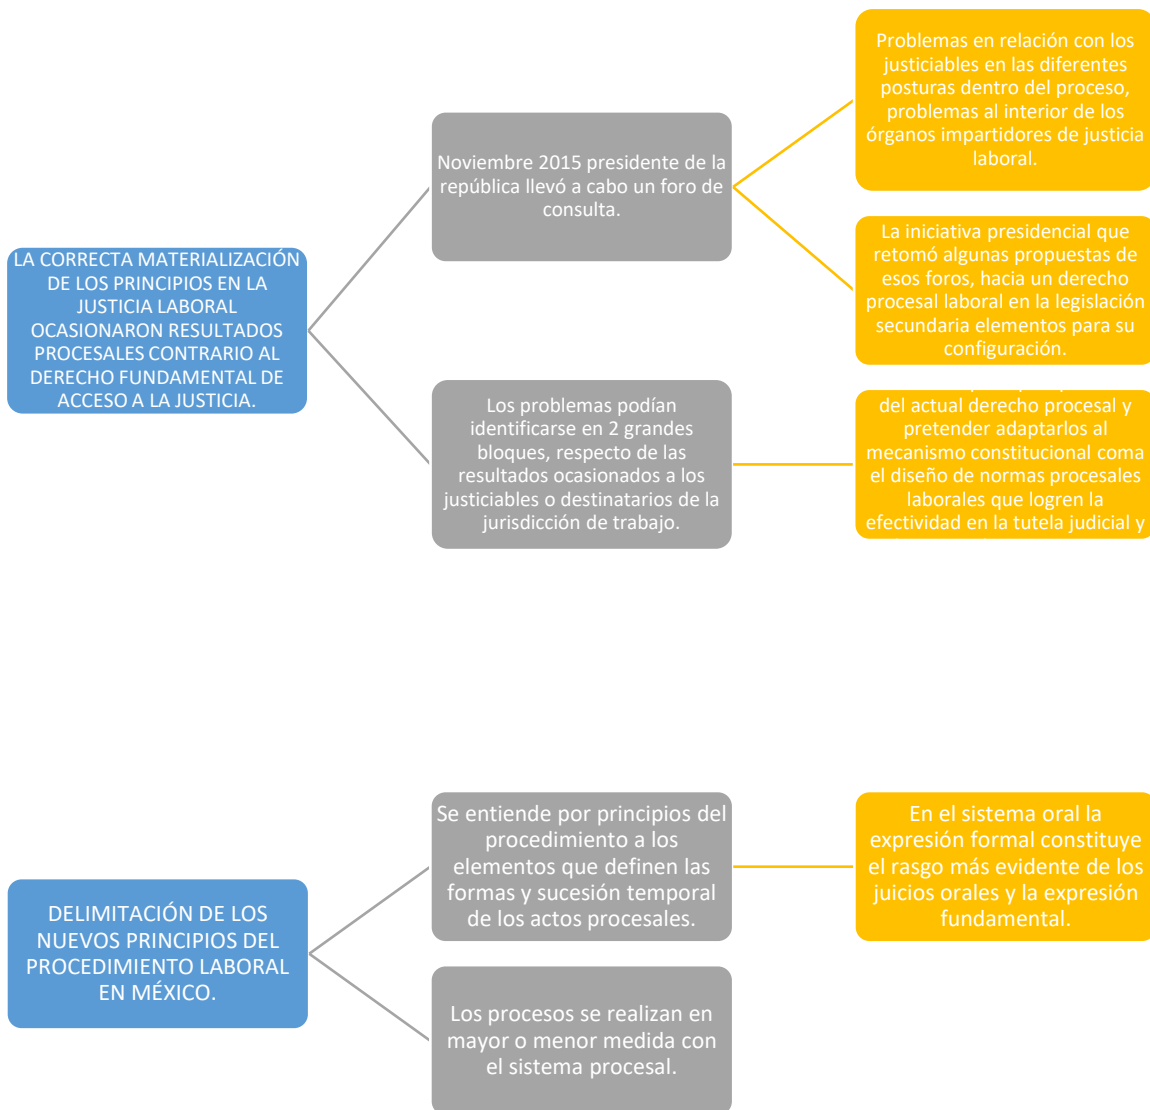 LA CORRECTA MATERIALIZACIÓN
DE LOS PRINCIPIOS EN LA
JUSTICIA LABORAL
OCASIONARON RESULTADOS
PROCESALES CONTRARIO AL
DERECHO FUNDAMENTAL DE
ACCESO A LA JUSTICIA.
Noviembre 2015 presidente de la
república llevó a cabo un foro de
consulta.
Problemas en relación con los
justiciables en las diferentes
posturas dentro del proceso,
problemas al interior de los
órganos impartidores de justicia
laboral.
La iniciativa presidencial que
retomó algunas propuestas de
esos foros, hacia un derecho
procesal laboral en la legislación
secundaria elementos para su
configuración.
Los problemas podían
identificarse en 2 grandes
bloques, respecto de las
resultados ocasionados a los
justiciables o destinatarios de la
jurisdicción de trabajo.
del actual derecho procesal y
pretender adaptarlos al
mecanismo constitucional coma
el diseño de normas procesales
laborales que logren la
efectividad en la tutela judicial y
DELIMITACIÓN DE LOS
NUEVOS PRINCIPIOS DEL
PROCEDIMIENTO LABORAL
EN MÉXICO.
Se entiende por principios del
procedimiento a los
elementos que definen las
formas y sucesión temporal
de los actos procesales.
En el sistema oral la
expresión formal constituye
el rasgo más evidente de los
juicios orales y la expresión
fundamental.
Los procesos se realizan en
mayor o menor medida con
el sistema procesal.